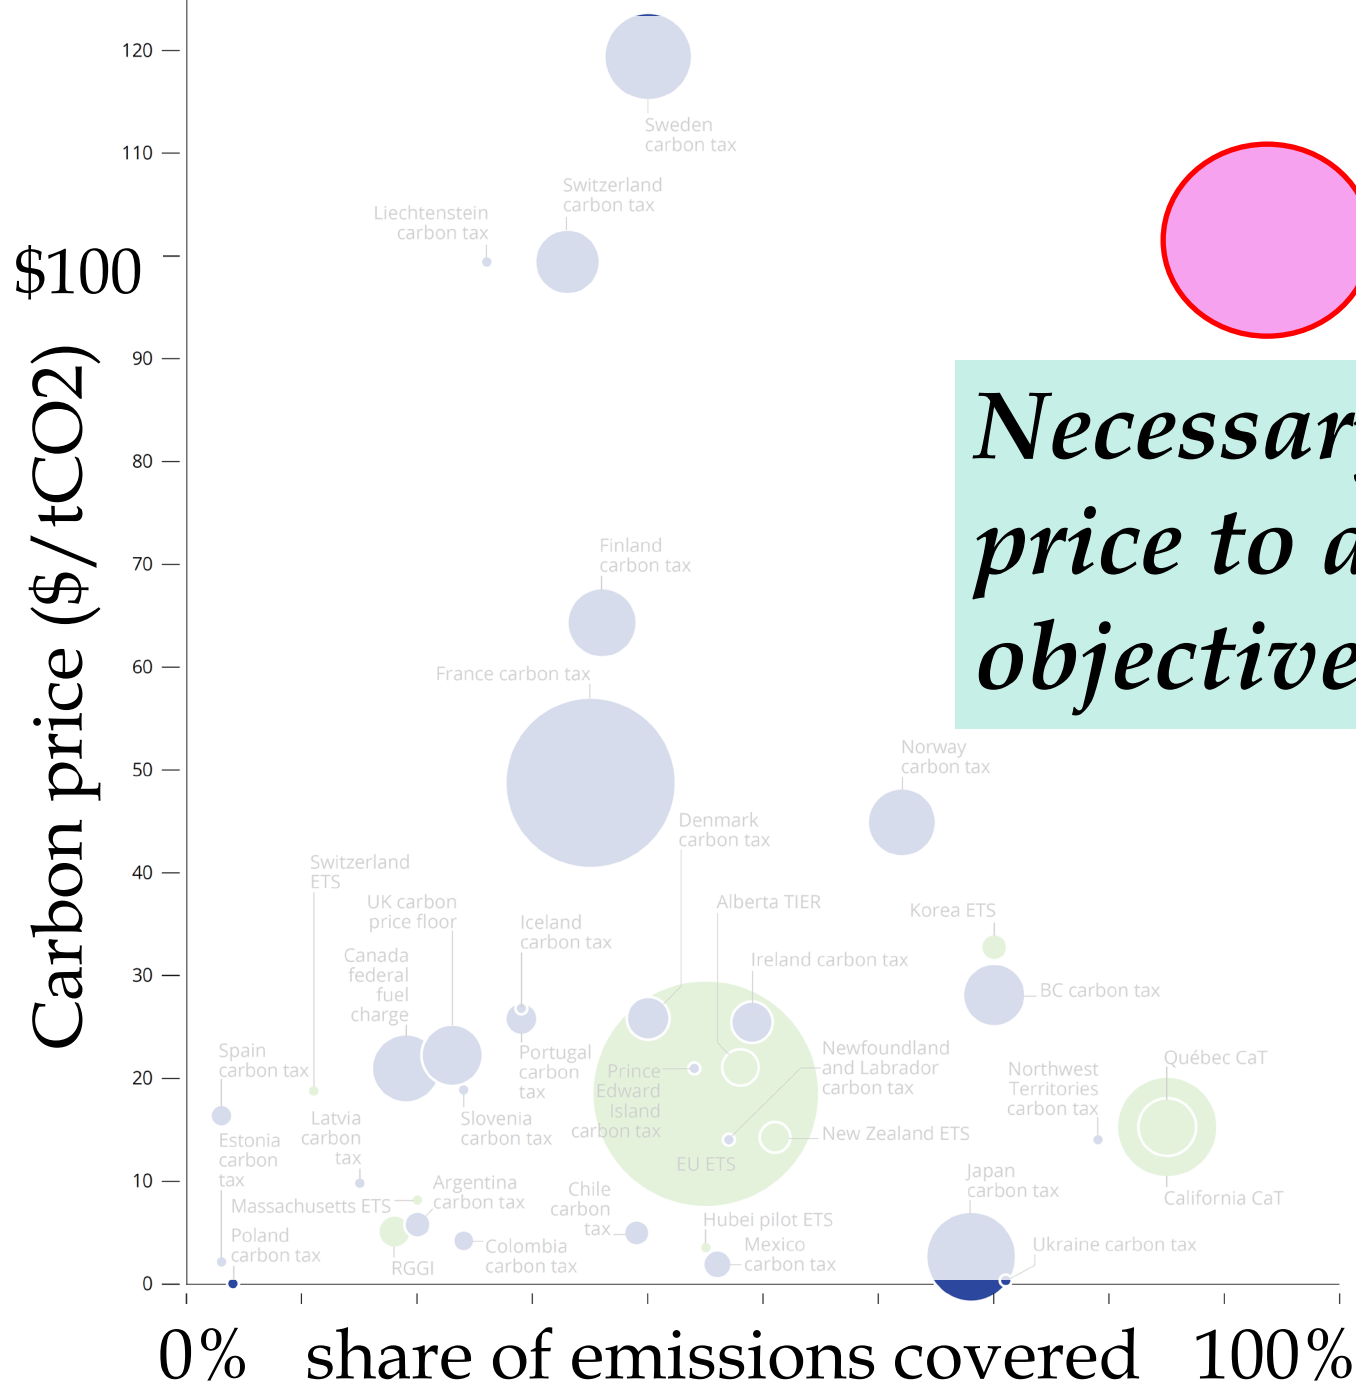 120
Sweden
carbon tax
110
Switzerland
carbon tax
Liechtenstein
carbon tax
$100
90
Necessary
price to a
objective
80
70
Finland
carbon tax
60
France carbon tax
Carbon price ($/tCO2)
50
Norway
carbon tax
Denmark
carbon tax
40
Switzerland
ETS
UK carbon
price floor
Alberta TIER
Korea ETS
Iceland
carbon tax
Canada
federal
fuel
charge
30
Ireland carbon tax
BC carbon tax
Spain
carbon tax
Portugal
carbon
tax
Prince
Edward
Island
carbon tax
Newfoundland
and Labrador
carbon tax
Northwest
Territories
carbon tax
Québec CaT
20
Latvia
carbon
tax
Slovenia
carbon tax
New Zealand ETS
Estonia
carbon
tax
EU ETS
10
Massachusetts ETS
Argentina
carbon tax
Chile
carbon
tax
Japan
carbon tax
California CaT
Hubei pilot ETS
Poland
carbon tax
Colombia
carbon tax
Mexico
carbon tax
Ukraine carbon tax
RGGI
0
0%
share of emissions covered
100%